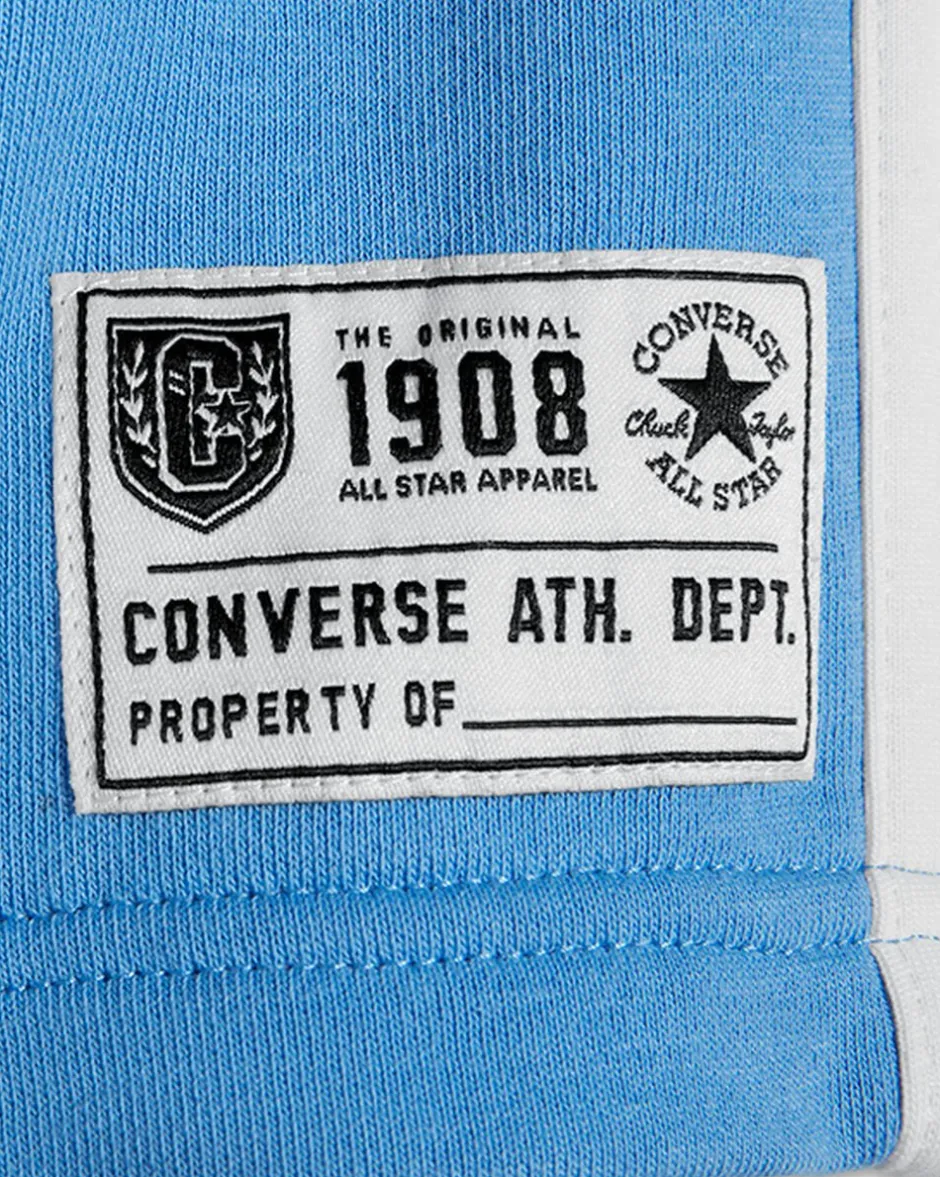 C
THE ORIGINAL
1908
ALL STAR APPAREL
CONVERSE
Chuck Taylor
ALL STAR
CONVERSE ATH. DEPT.
PROPERTY OF